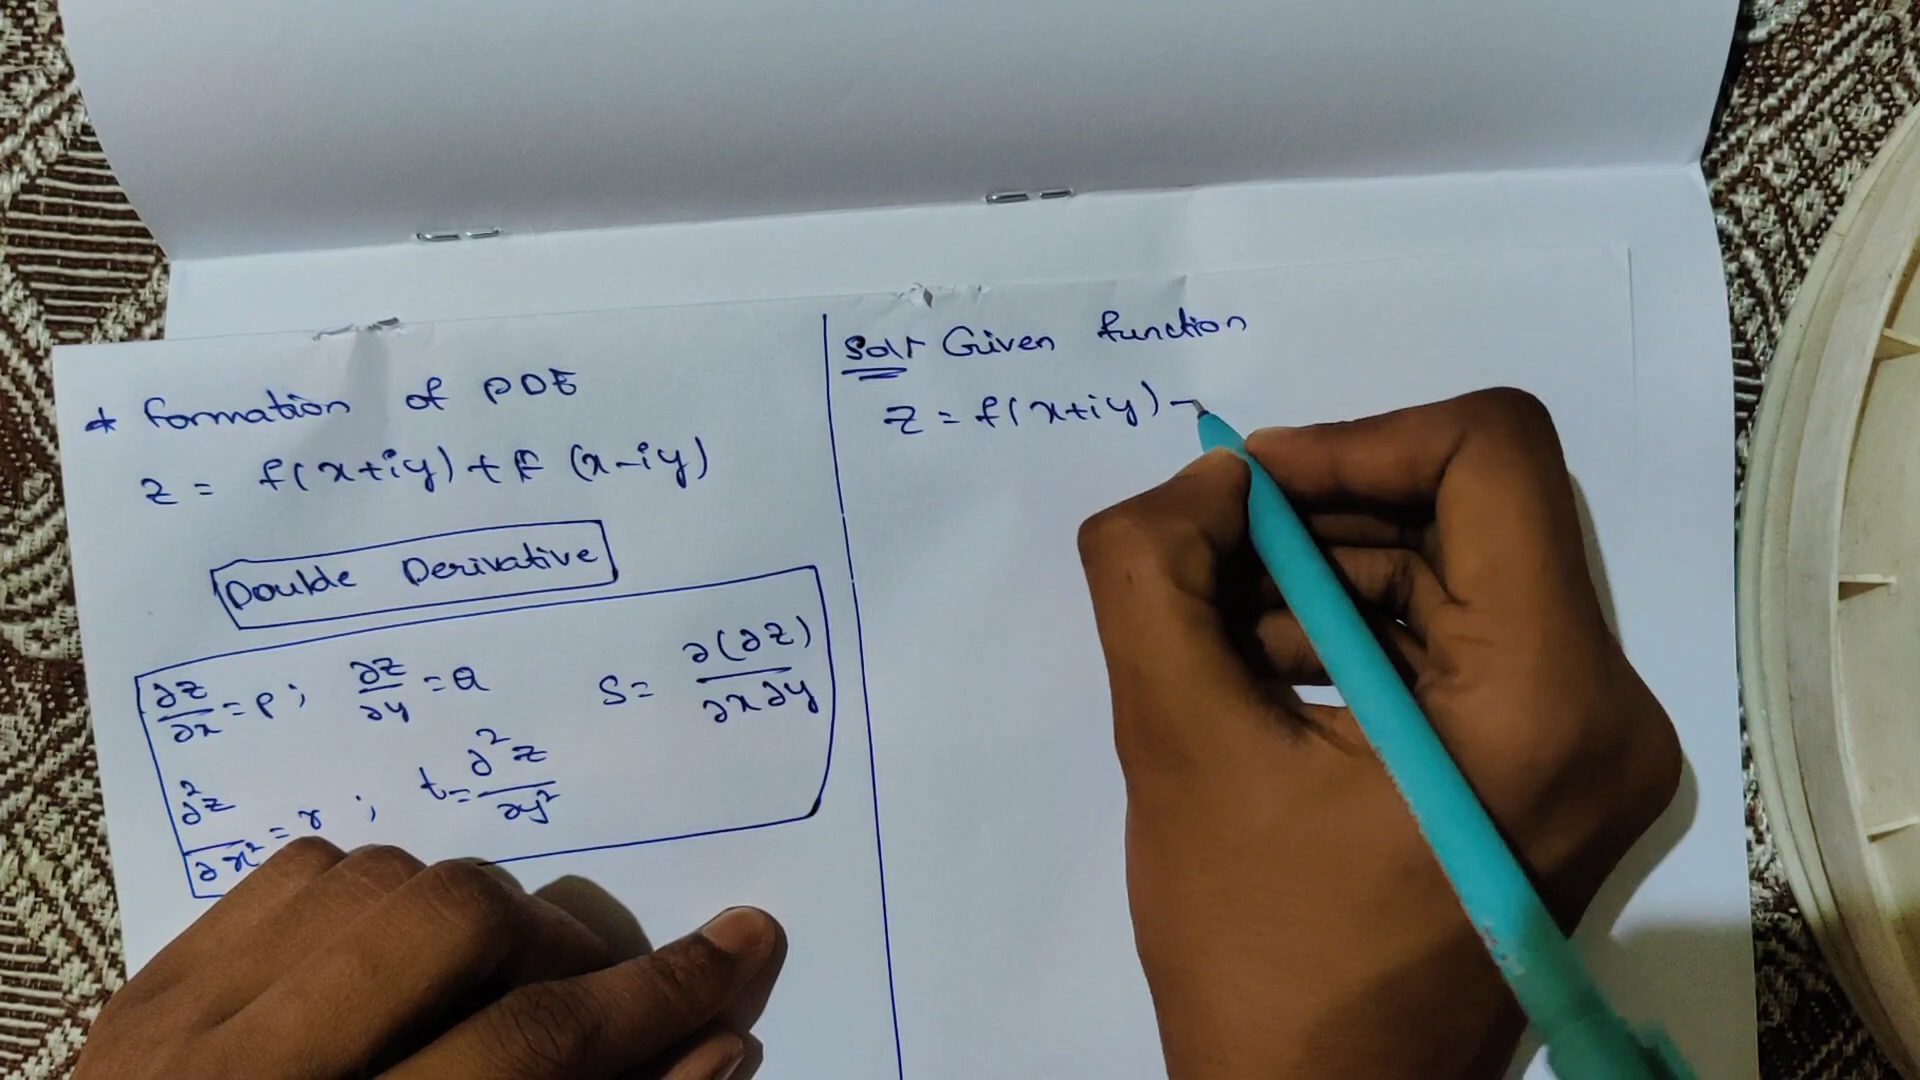 * Formation of PDE
z = f(x+iy) + F (x-iy)
Double Derivative
∂z/∂x = P; ∂z/∂y = Q
S = ∂(∂z)/∂x∂y
∂²z/∂x² = r; t = ∂²z/∂y²
Sol: Given function
z = f(x+iy) -